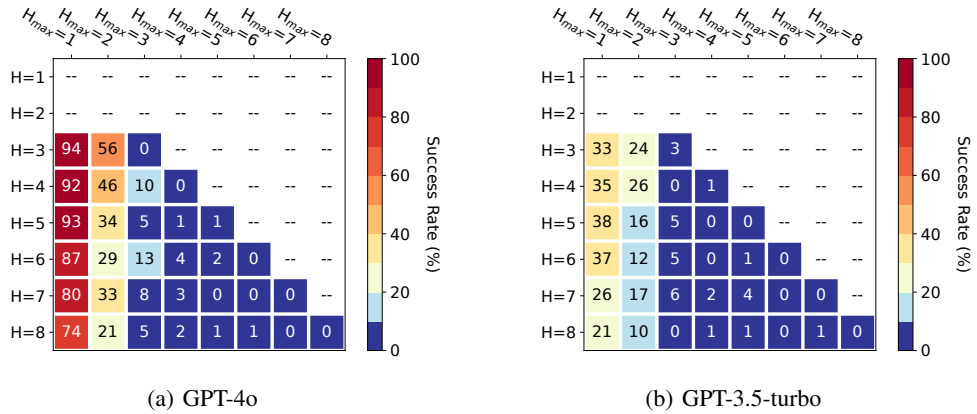 H_max=1 H_max=2 H_max=3 H_max=4 H_max=5 H_max=6 H_max=7 H_max=8
H=1 -- -- -- -- -- -- -- --
H=2 -- -- -- -- -- -- -- --
H=3 94 56 0 -- -- -- -- --
H=4 92 46 10 0 -- -- -- --
H=5 93 34 5 1 1 -- -- --
H=6 87 29 13 4 2 0 -- --
H=7 80 33 8 3 0 0 0 --
H=8 74 21 5 2 1 1 0 0
100
80
60
40
20
0
Success Rate (%)
(a) GPT-4o
H_max=1 H_max=2 H_max=3 H_max=4 H_max=5 H_max=6 H_max=7 H_max=8
H=1 -- -- -- -- -- -- -- --
H=2 -- -- -- -- -- -- -- --
H=3 33 24 3 -- -- -- -- --
H=4 35 26 0 1 -- -- -- --
H=5 38 16 5 0 0 -- -- --
H=6 37 12 5 0 1 0 -- --
H=7 26 17 6 2 4 0 0 --
H=8 21 10 0 1 1 0 1 0
100
80
60
40
20
0
Success Rate (%)
(b) GPT-3.5-turbo